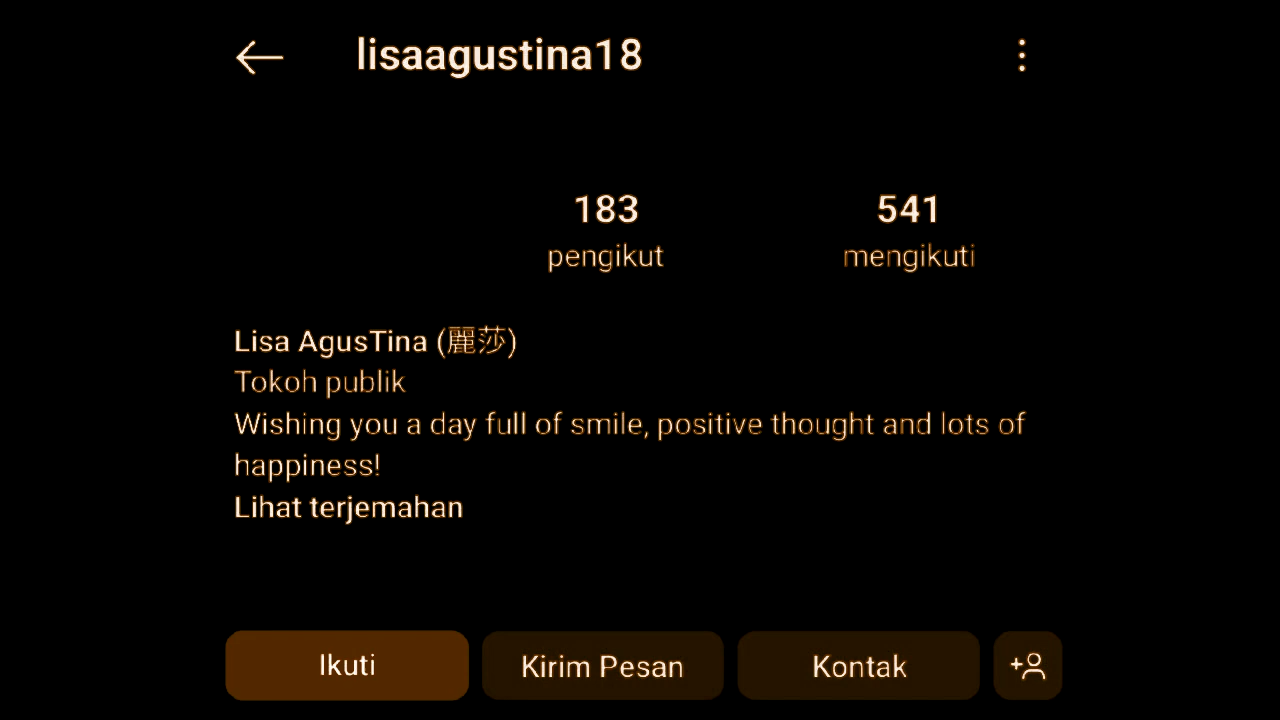 lisaagustina18
183 541
pengikut mengikuti
Lisa AgusTina (麗莎)
Tokoh publik
Wishing you a day full of smile, positive thought and lots of
happiness!
Lihat terjemahan
Ikuti Kirim Pesan Kontak